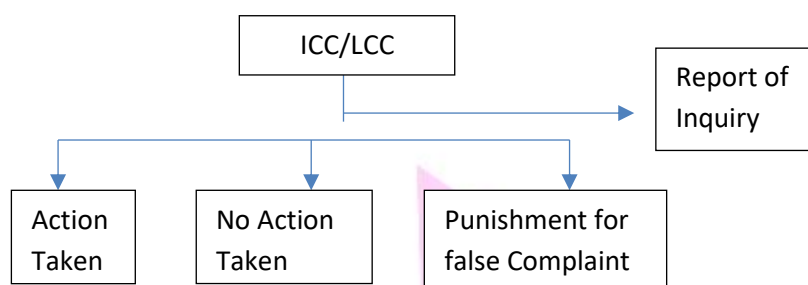 ICC/LCC
Report of
Inquiry
Action
Taken
No Action
Taken
Punishment for
false Complaint